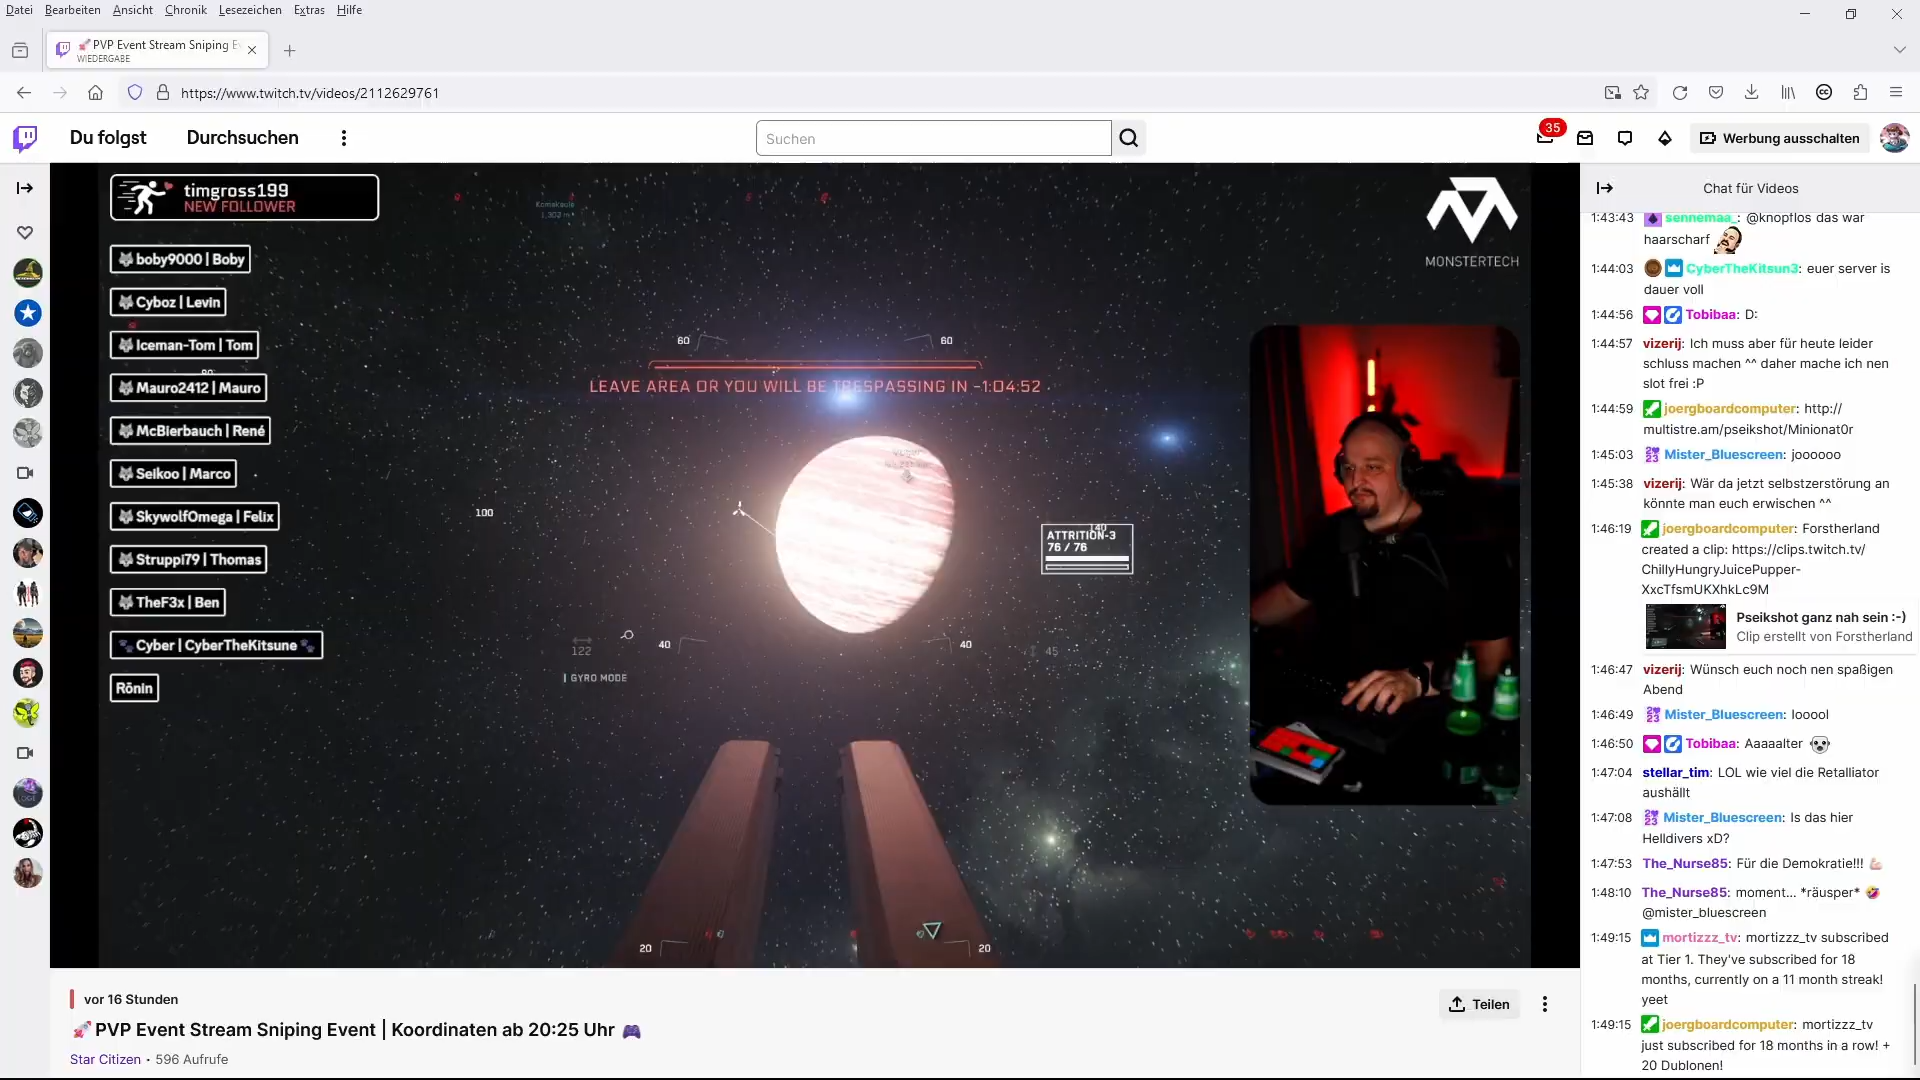 Datei Bearbeiten Ansicht Chronik Lesezeichen Extras Hilfe
PVP Event Stream Sniping Ev
WIEDERGABE
https://www.twitch.tv/videos/2112629761
Du folgst Durchsuchen
Suchen
35
Werbung ausschalten
timgross199
NEW FOLLOWER
boby9000 | Boby
Cyboz | Levin
Iceman-Tom | Tom
Mauro2412 | Mauro
McBierbauch | René
Seikoo | Marco
SkywolfOmega | Felix
Struppi79 | Thomas
TheF3x | Ben
Cyber | CyberTheKitsune
Rōnin
MONSTERTECH
60 60
LEAVE AREA OR YOU WILL BE TRESPASSING IN -1:04:52
100
140
ATTRITION-3
76 / 76
40 40
122
45
GYRO MODE
20 20
vor 16 Stunden
PVP Event Stream Sniping Event | Koordinaten ab 20:25 Uhr
Star Citizen • 596 Aufrufe
Teilen
Chat für Videos
1:43:43 sennemaa_: @knopflos das war
haarscharf
1:44:03 CyberTheKitsun3: euer server is
dauer voll
1:44:56 Tobibaa: D:
1:44:57 vizerij: Ich muss aber für heute leider
schluss machen ^^ daher mache ich nen
slot frei :P
1:44:59 joergboardcomputer: http://
multistre.am/pseikshot/Minionat0r
1:45:03 Mister_Bluescreen: joooooo
1:45:38 vizerij: Wär da jetzt selbstzerstörung an
könnte man euch erwischen ^^
1:46:19 joergboardcomputer: Forstherland
created a clip: https://clips.twitch.tv/
ChillyHungryJuicePupper-
XxcTfsmUKXhkLc9M
Pseikshot ganz nah sein :-)
Clip erstellt von Forstherland
1:46:47 vizerij: Wünsch euch noch nen spaßigen
Abend
1:46:49 Mister_Bluescreen: looool
1:46:50 Tobibaa: Aaaaalter
1:47:04 stellar_tim: LOL wie viel die Retalliator
aushällt
1:47:08 Mister_Bluescreen: Is das hier
Helldivers xD?
1:47:53 The_Nurse85: Für die Demokratie!!!
1:48:10 The_Nurse85: moment... *räusper*
@mister_bluescreen
1:49:15 mortizzz_tv: mortizzz_tv subscribed
at Tier 1. They've subscribed for 18
months, currently on a 11 month streak!
yeet
1:49:15 joergboardcomputer: mortizzz_tv
just subscribed for 18 months in a row! +
20 Dublonen!